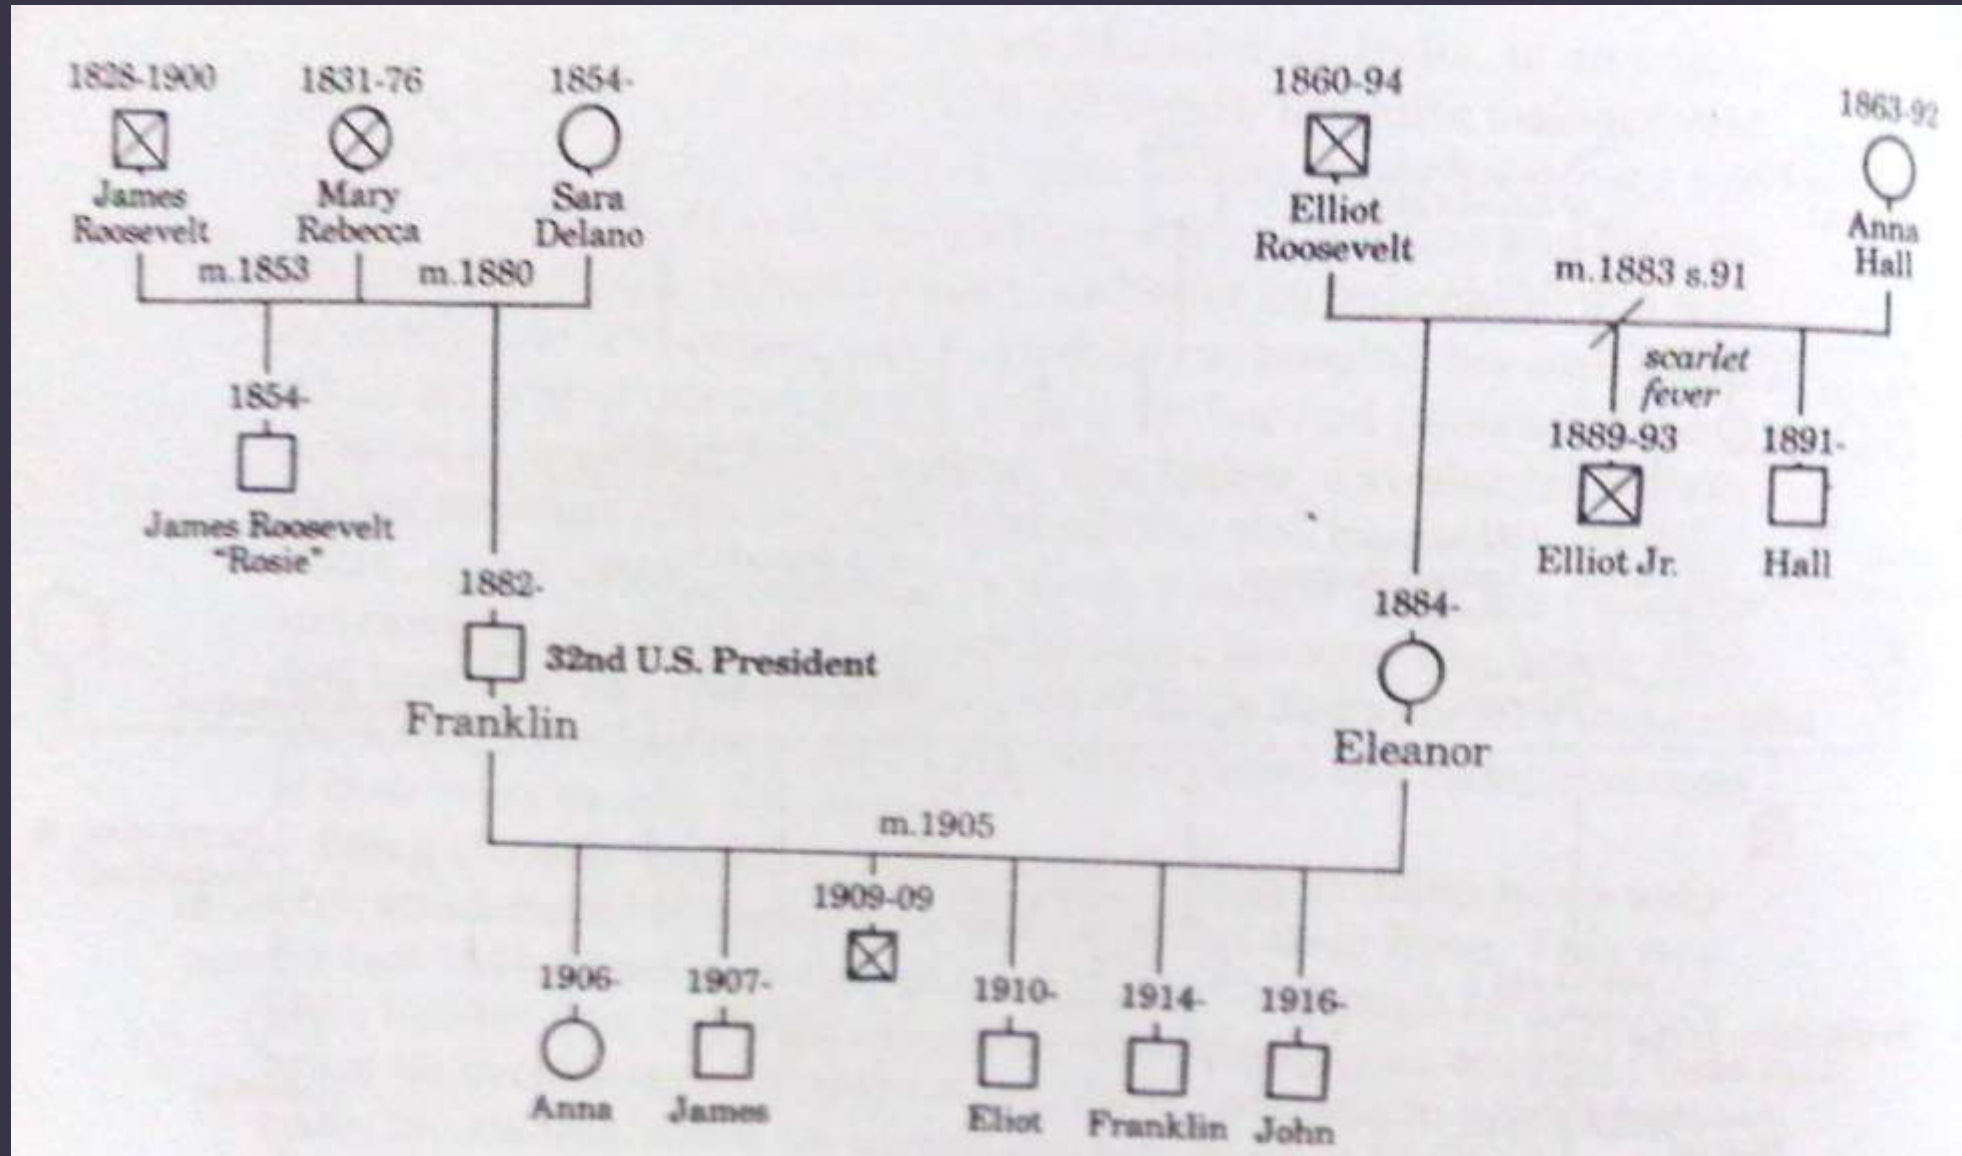 1828-1900
1831-76
1854-
1860-94
1863-92
James
Roosevelt
Mary
Rebecca
Sara
Delano
Elliot
Roosevelt
Anna
Hall
m.1853
m.1880
m.1883 s.91
scarlet
fever
1854-
James Roosevelt
"Rosie"
1889-93
Elliot Jr.
1891-
Hall
1882-
32nd U.S. President
Franklin
1884-
Eleanor
m.1905
1906-
Anna
1907-
James
1909-09
1910-
Eliot
1914-
Franklin
1916-
John